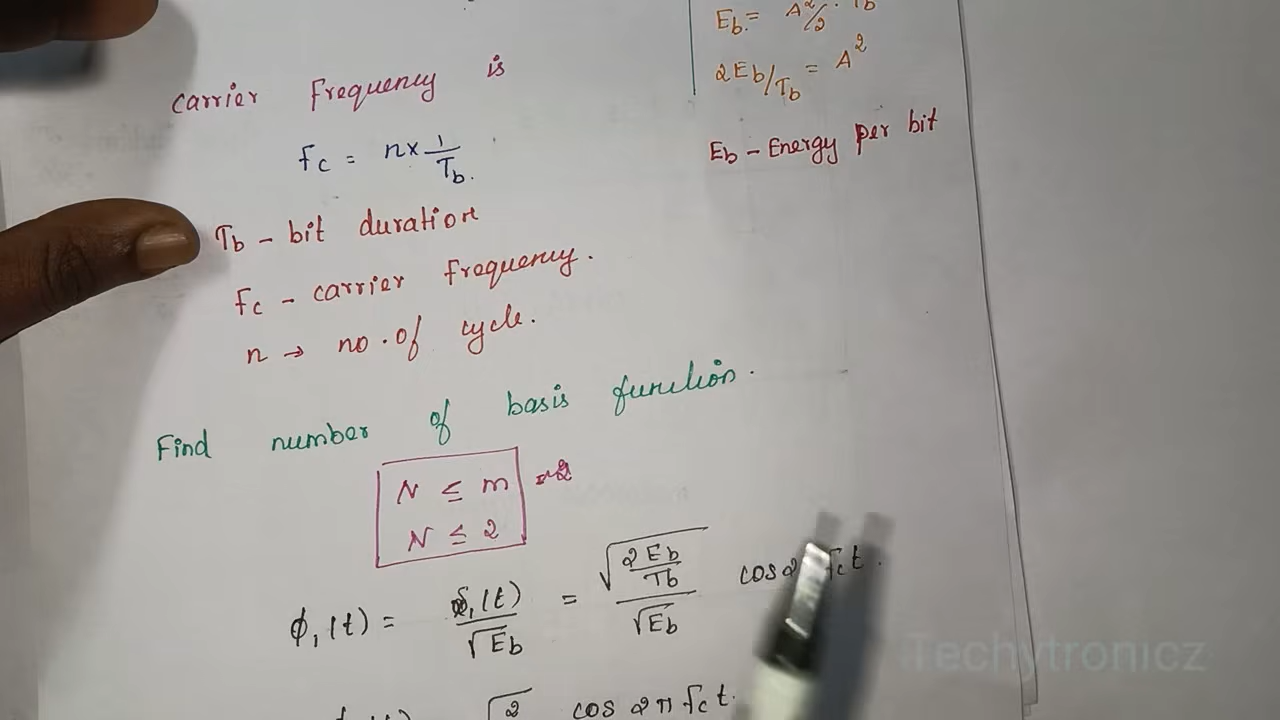 Eb = A²/2 . Tb
2Eb/Tb = A²
Eb - Energy per bit
carrier frequency is
fc = n x 1/Tb.
Tb - bit duration
fc - carrier frequency.
n → no. of cycle.
Find number of basis function.
N ≤ m
N ≤ 2
ϕ₁(t) = S₁(t)/√Eb = √(2Eb/Tb)/√Eb cos 2 fc t.
√2 cos 2π fc t.
Techytronicz